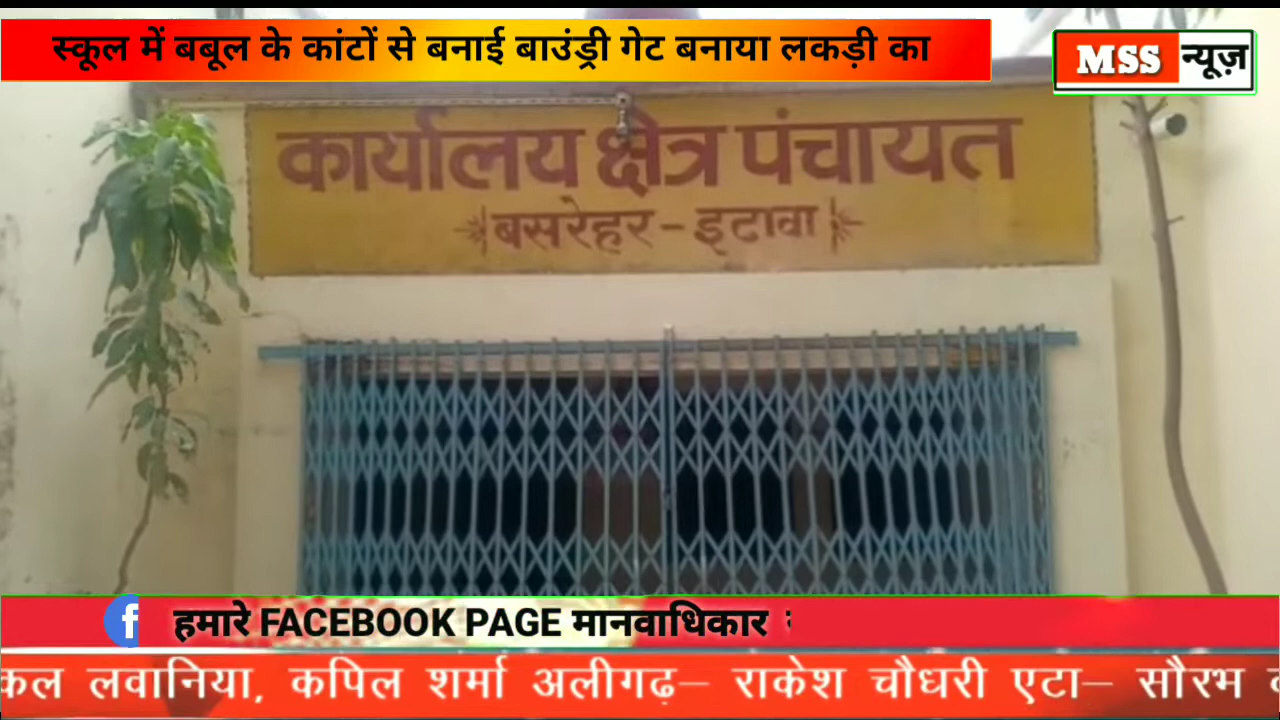 स्कूल में बबूल के कांटों से बनाई बाउंड्री गेट बनाया लकड़ी का
MSS न्यूज़
कार्यालय क्षेत्र पंचायत
बसरेहर - इटावा
हमारे FACEBOOK PAGE मानवाधिकार
लवानिया, कपिल शर्मा अलीगढ़– राकेश चौधरी एटा– सौरभ